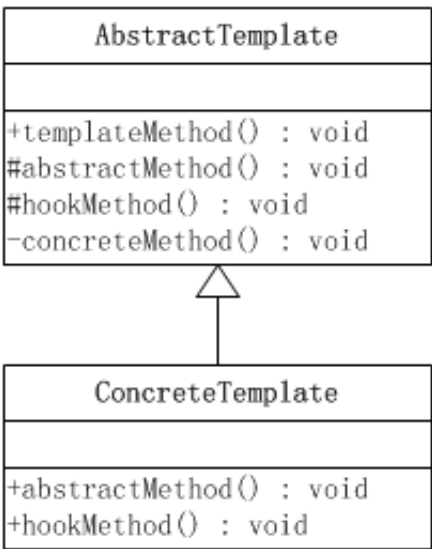 AbstractTemplate
+templateMethod() : void
#abstractMethod() : void
#hookMethod() : void
-concreteMethod() : void
ConcreteTemplate
+abstractMethod() : void
+hookMethod() : void